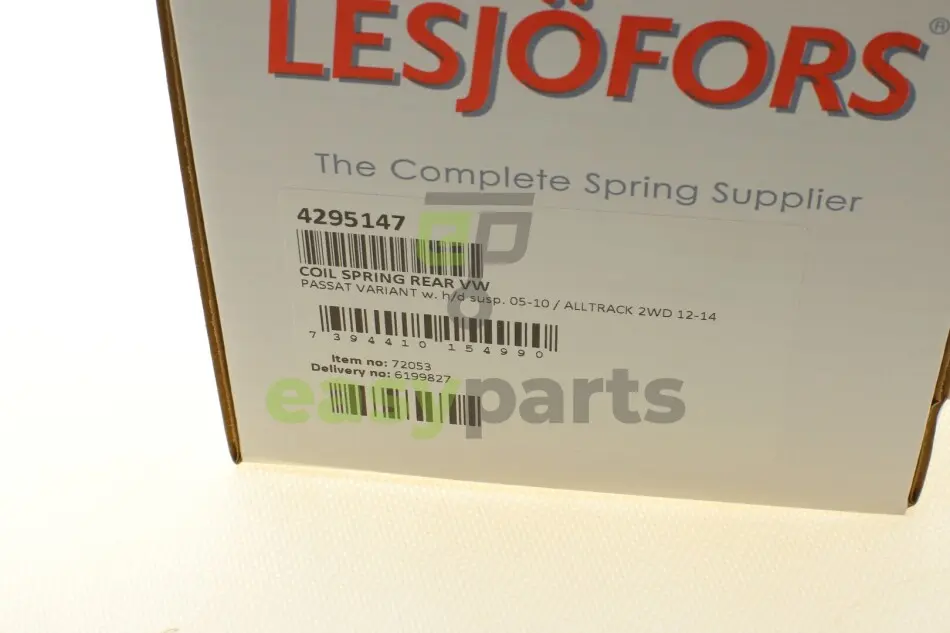 LESJÖFORS®
The Complete Spring Supplier
4295147
COIL SPRING REAR VW
PASSAT VARIANT w. h/d susp. 05-10 / ALLTRACK 2WD 12-14
7 394410 154990
Item no: 72053
Delivery no: 6199827
easyparts